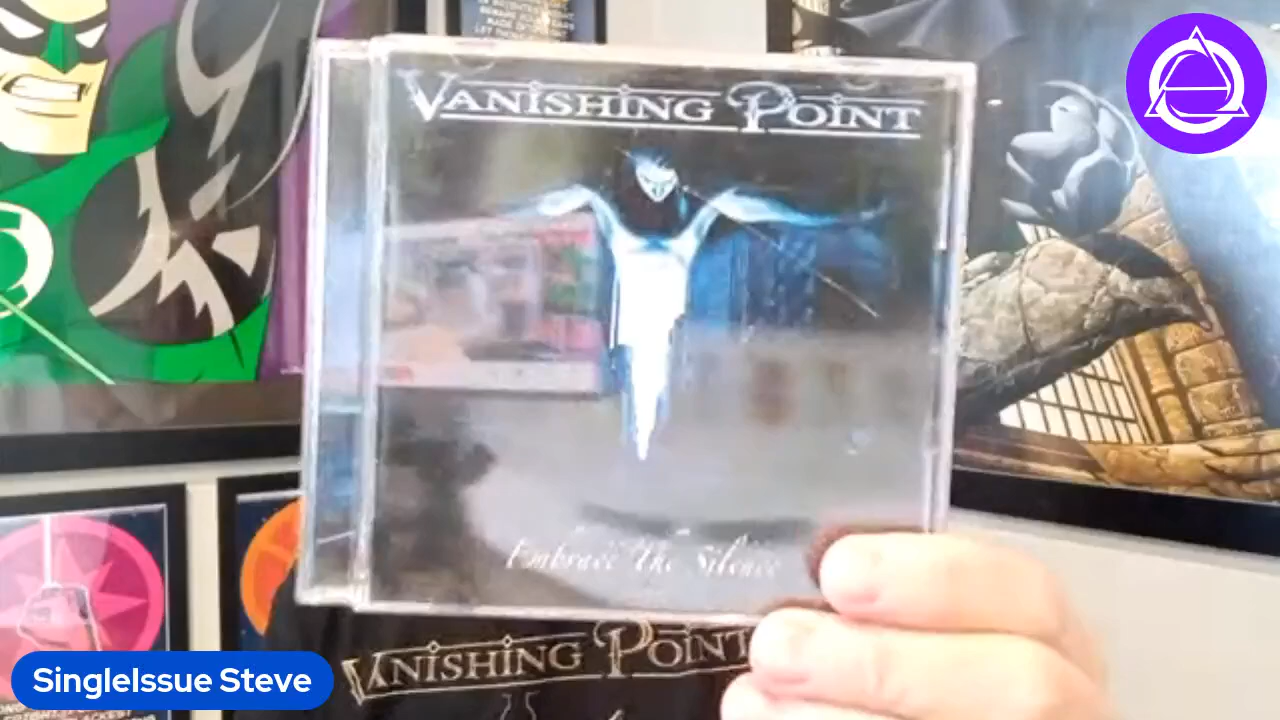 VANISHING POINT
Embrace the Silence
VANISHING POINT
SingleIssue Steve